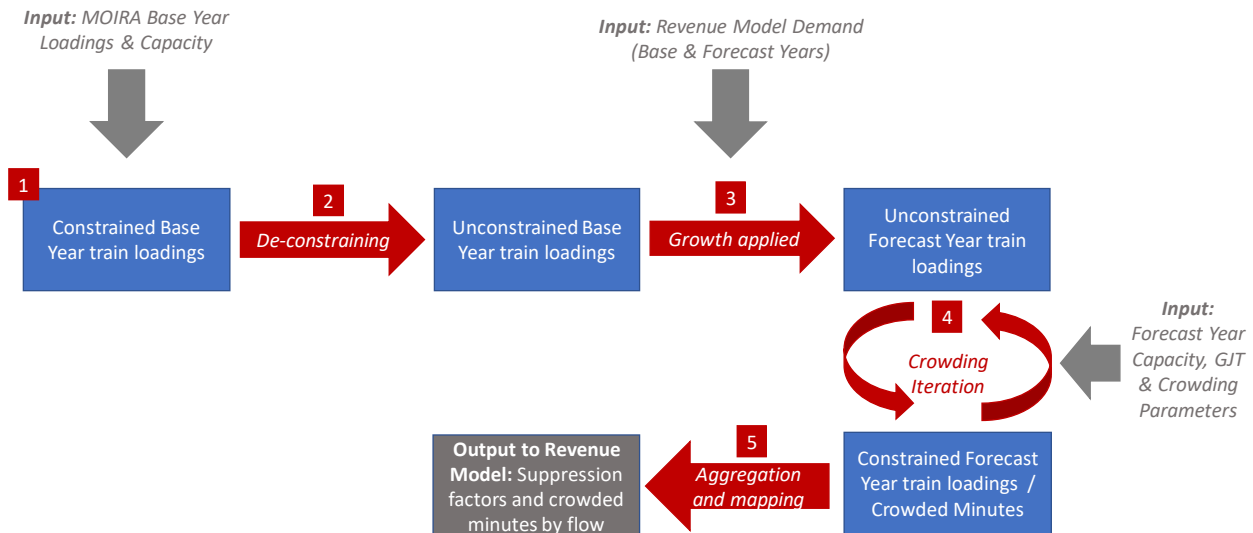 Input: MOIRA Base Year
Loadings & Capacity
Input: Revenue Model Demand
(Base & Forecast Years)
1
Constrained Base
Year train loadings
2
De-constraining
Unconstrained Base
Year train loadings
3
Growth applied
Unconstrained
Forecast Year train
loadings
4
Crowding
Iteration
Input:
Forecast Year
Capacity, GJT
& Crowding
Parameters
Constrained Forecast
Year train loadings /
Crowded Minutes
5
Aggregation
and mapping
Output to Revenue
Model: Suppression
factors and crowded
minutes by flow